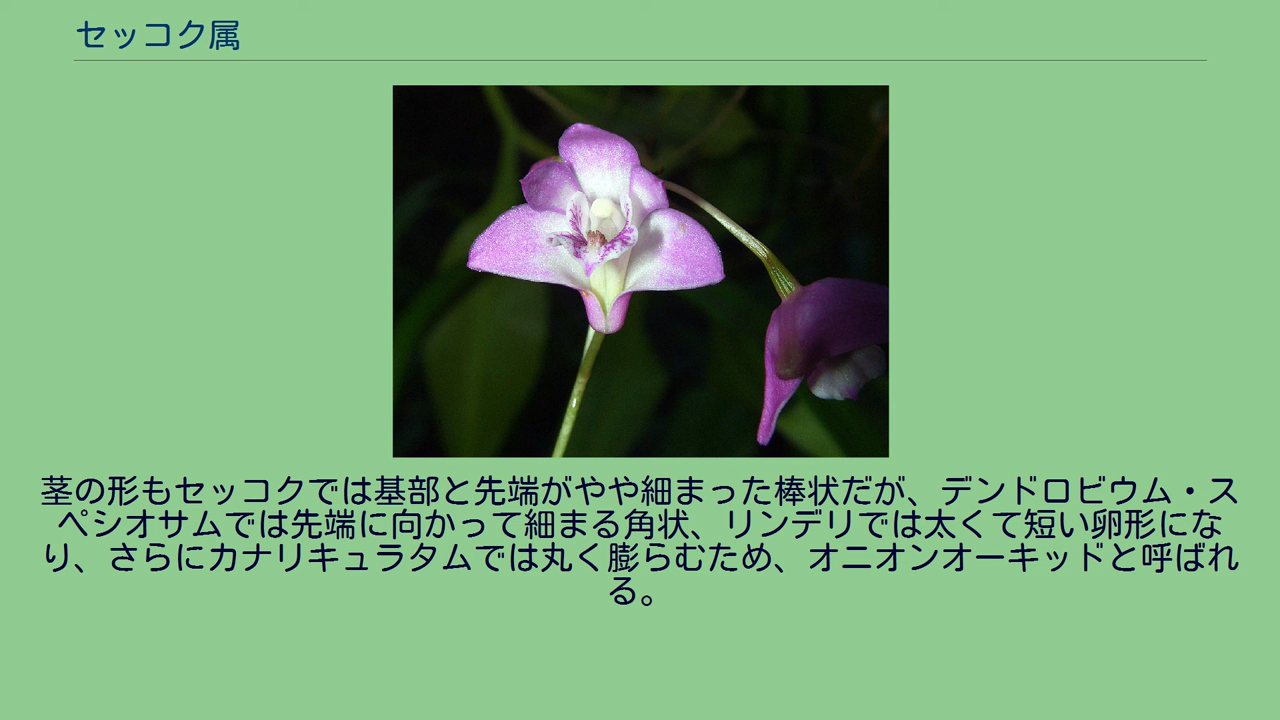 セッコク属
茎の形もセッコクでは基部と先端がやや細まった棒状だが、デンドロビウム・ス
ペシオサムでは先端に向かって細まる角状、リンデリでは太くて短い卵形にな
り、さらにカナリキュラタムでは丸く膨らむため、オニオンオーキッドと呼ばれ
る。